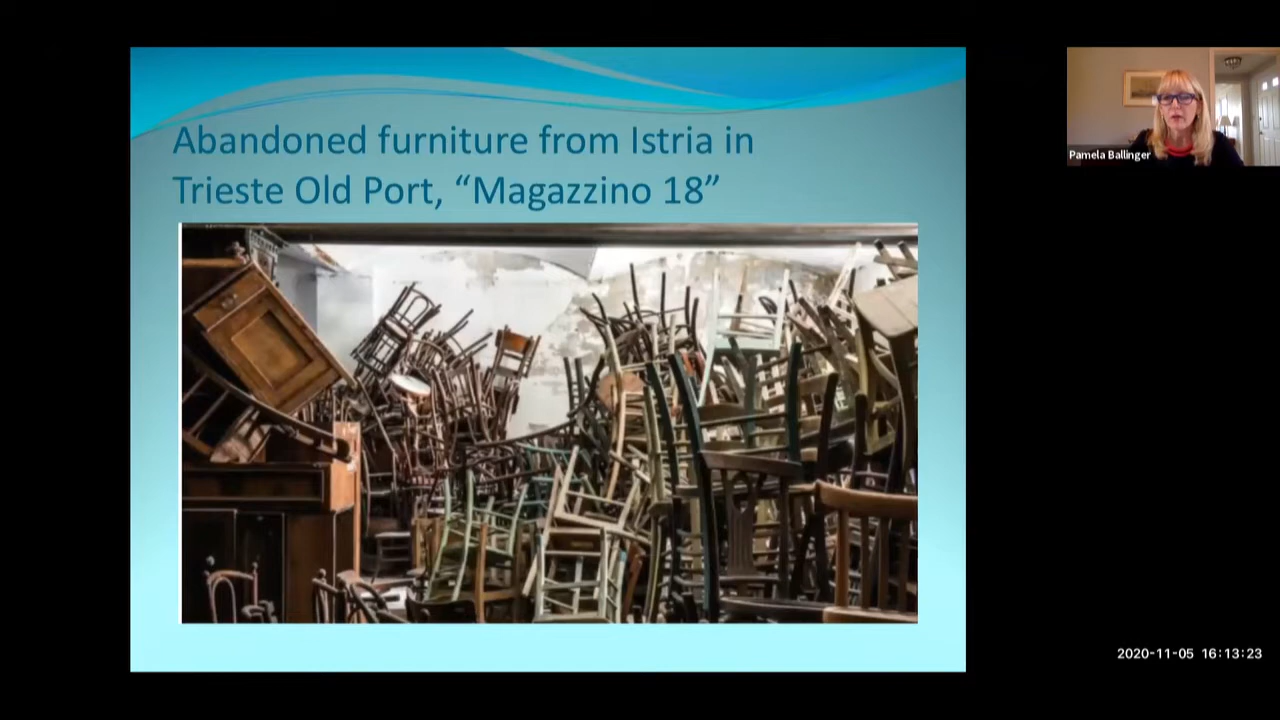 Abandoned furniture from Istria in
Trieste Old Port, “Magazzino 18”
Pamela Ballinger
2020-11-05 16:13:23